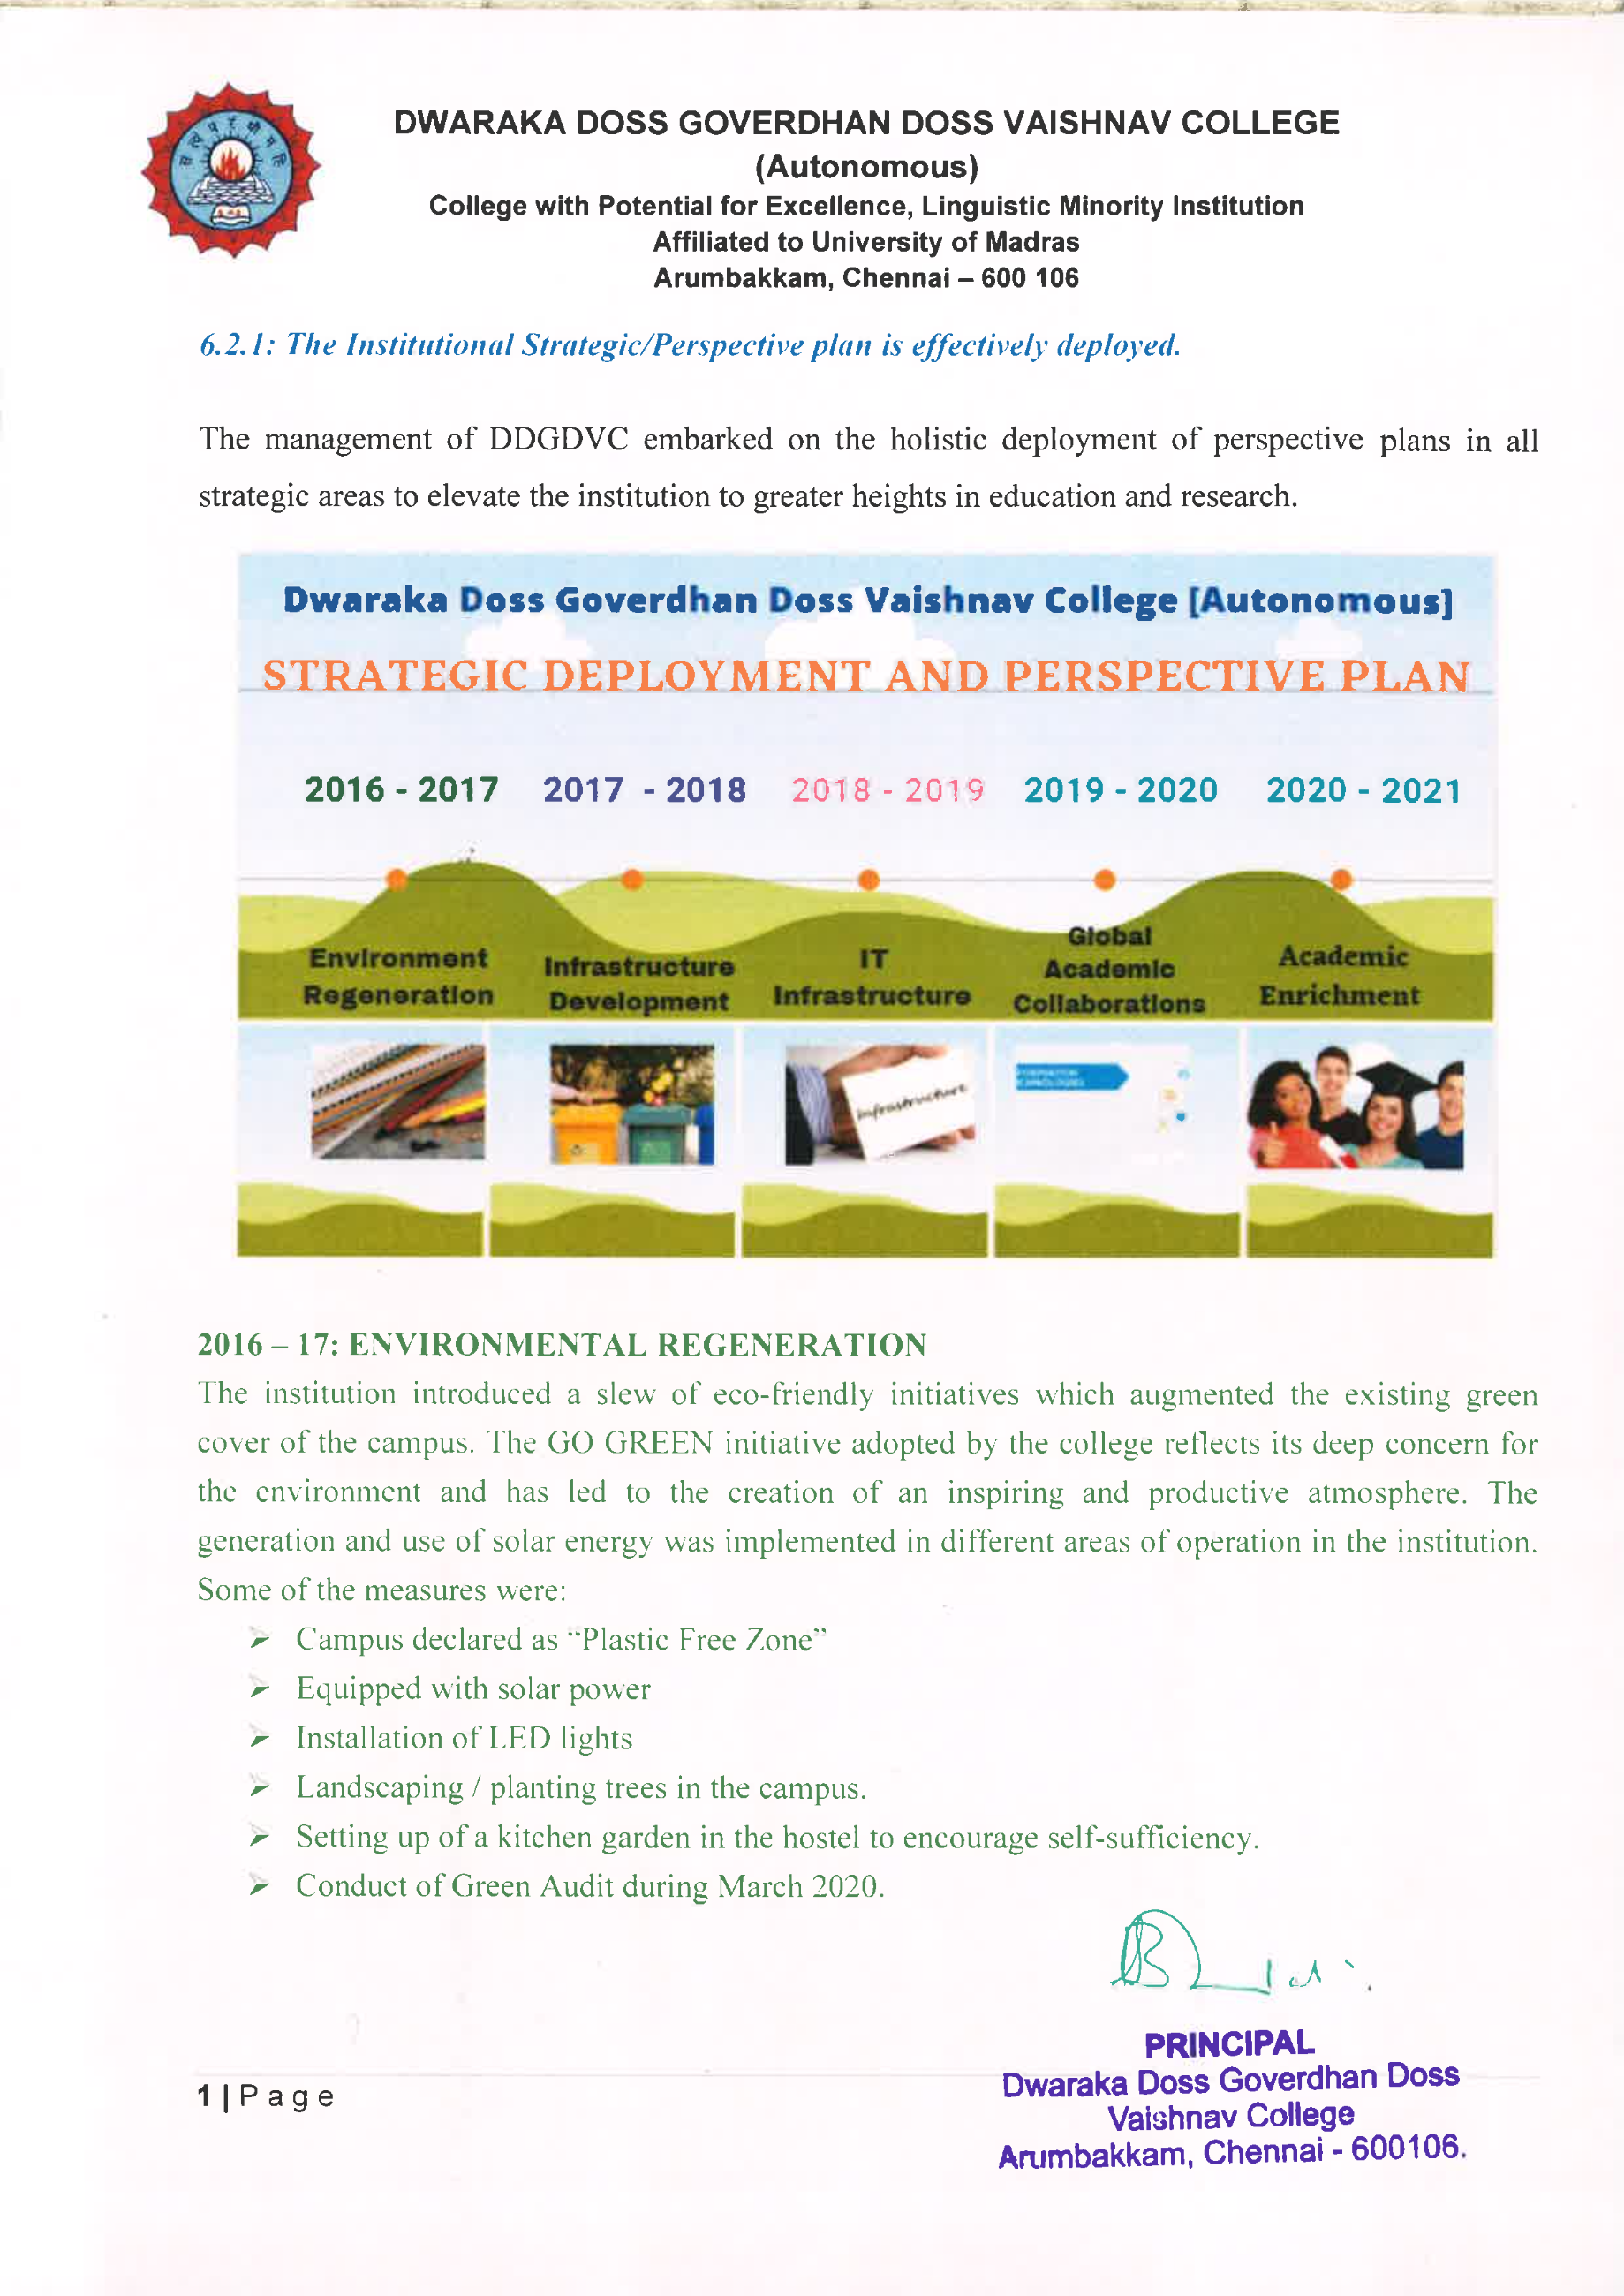 DWARAKA DOSS GOVERDHAN DOSS VAISHNAV COLLEGE
(Autonomous)
College with Potential for Excellence, Linguistic Minority Institution
Affiliated to University of Madras
Arumbakkam, Chennai – 600 106
6.2.1: The Institutional Strategic/Perspective plan is effectively deployed.
The management of DDGDVC embarked on the holistic deployment of perspective plans in all
strategic areas to elevate the institution to greater heights in education and research.
Dwaraka Doss Goverdhan Doss Vaishnav College [Autonomous]
STRATEGIC DEPLOYMENT AND PERSPECTIVE PLAN
2016 - 2017 2017 - 2018 2018 - 2019 2019 - 2020 2020 - 2021
Environment
Regeneration
Infrastructure
Development
IT
Infrastructure
Global
Academic
Collaborations
Academic
Enrichment
Infrastructure
2016 – 17: ENVIRONMENTAL REGENERATION
The institution introduced a slew of eco-friendly initiatives which augmented the existing green
cover of the campus. The GO GREEN initiative adopted by the college reflects its deep concern for
the environment and has led to the creation of an inspiring and productive atmosphere. The
generation and use of solar energy was implemented in different areas of operation in the institution.
Some of the measures were:
➢ Campus declared as “Plastic Free Zone”
➢ Equipped with solar power
➢ Installation of LED lights
➢ Landscaping / planting trees in the campus.
➢ Setting up of a kitchen garden in the hostel to encourage self-sufficiency.
➢ Conduct of Green Audit during March 2020.
PRINCIPAL
Dwaraka Doss Goverdhan Doss
Vaishnav College
Arumbakkam, Chennai - 600106.
1 | Page